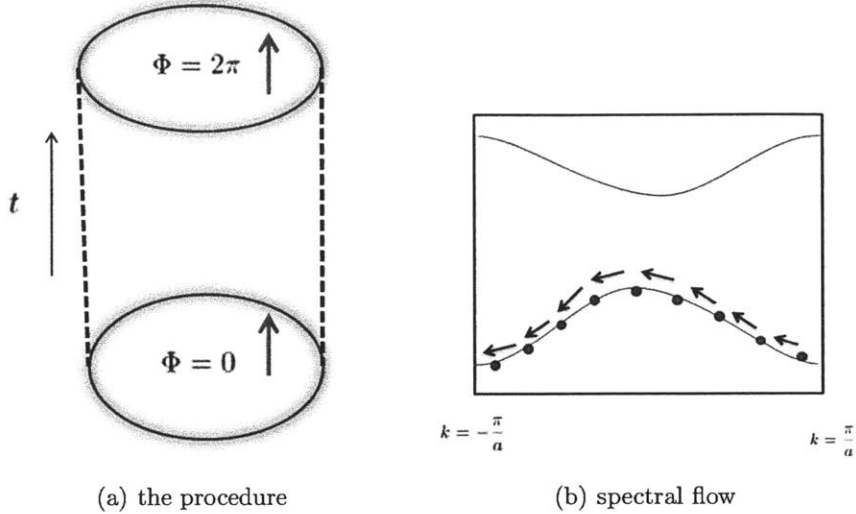 Φ = 2π
t
Φ = 0
k = -π/a
k = π/a
(a) the procedure
(b) spectral flow